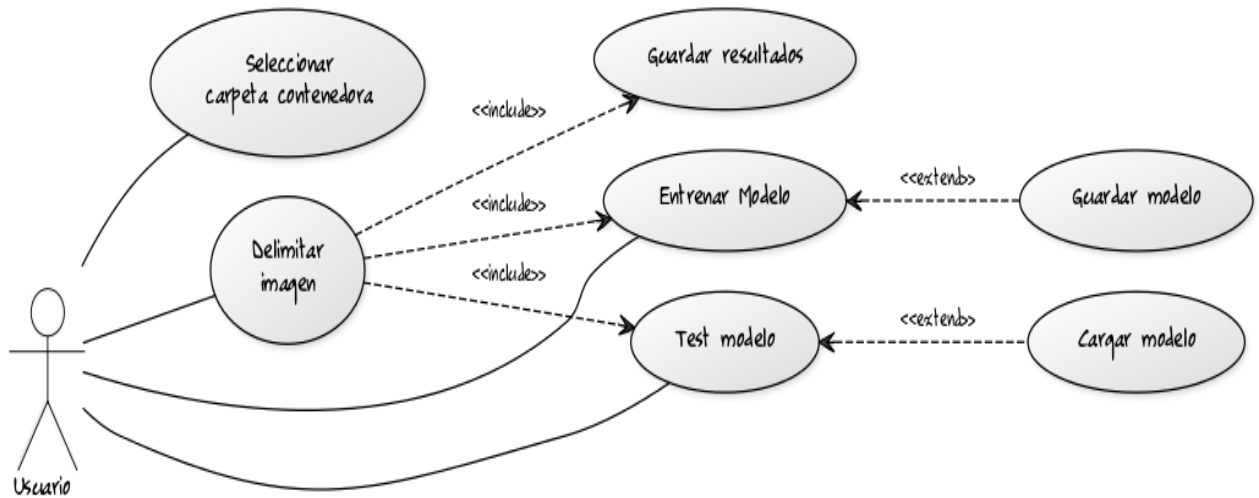 Seleccionar
carpeta contenedora
Guardar resultados
<<include>>
Entrenar Modelo
<<extend>>
Guardar modelo
<<include>>
Delimitar
imagen
<<include>>
Test modelo
<<extend>>
Cargar modelo
Usuario